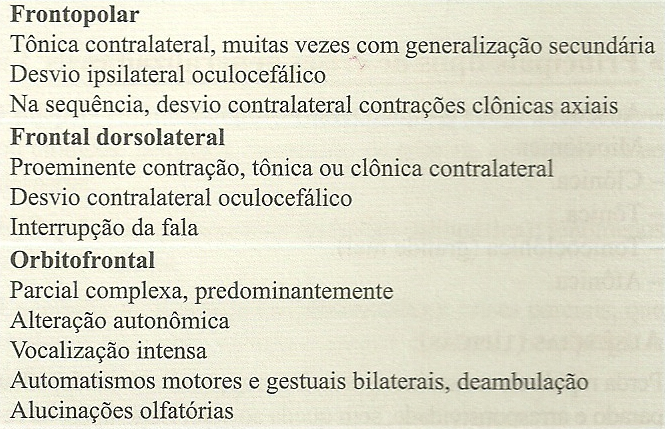 Frontopolar
Tônica contralateral, muitas vezes com generalização secundária
Desvio ipsilateral oculocefálico
Na sequência, desvio contralateral contrações clônicas axiais
Frontal dorsolateral
Proeminente contração, tônica ou clônica contralateral
Desvio contralateral oculocefálico
Interrupção da fala
Orbitofrontal
Parcial complexa, predominantemente
Alteração autonômica
Vocalização intensa
Automatismos motores e gestuais bilaterais, deambulação
Alucinações olfatórias